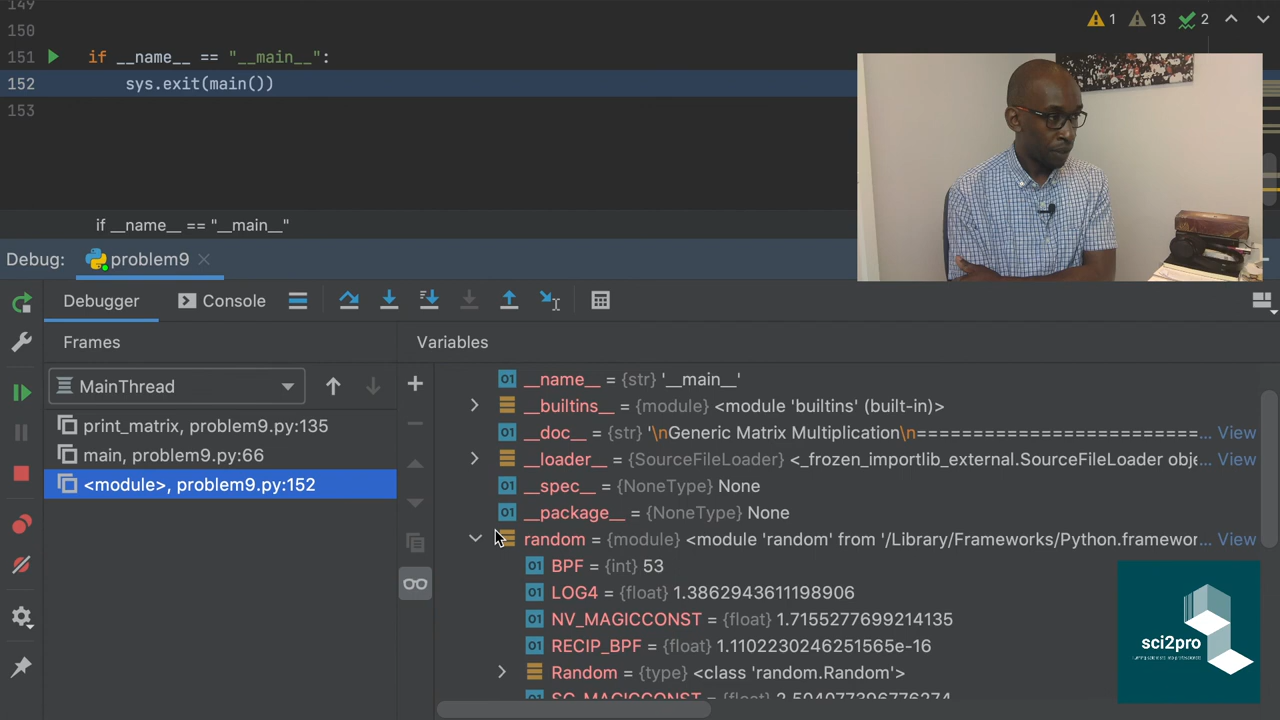 149
150
1 13 2
151 if __name__ == "__main__":
152 sys.exit(main())
153
if __name__ == "__main__"
Debug: problem9
Debugger Console
Frames Variables
MainThread
print_matrix, problem9.py:135
main, problem9.py:66
<module>, problem9.py:152
__name__ = {str} '__main__'
__builtins__ = {module} <module 'builtins' (built-in)>
__doc__ = {str} '\nGeneric Matrix Multiplication\n========================= ... View
__loader__ = {SourceFileLoader} <_frozen_importlib_external.SourceFileLoader obje... View
__spec__ = {NoneType} None
__package__ = {NoneType} None
random = {module} <module 'random' from '/Library/Frameworks/Python.framewor... View
BPF = {int} 53
LOG4 = {float} 1.3862943611198906
NV_MAGICCONST = {float} 1.7155277699214135
RECIP_BPF = {float} 1.1102230246251565e-16
Random = {type} <class 'random.Random'>
SG_MAGICCONST = {float} 2.504077396776274
sci2pro